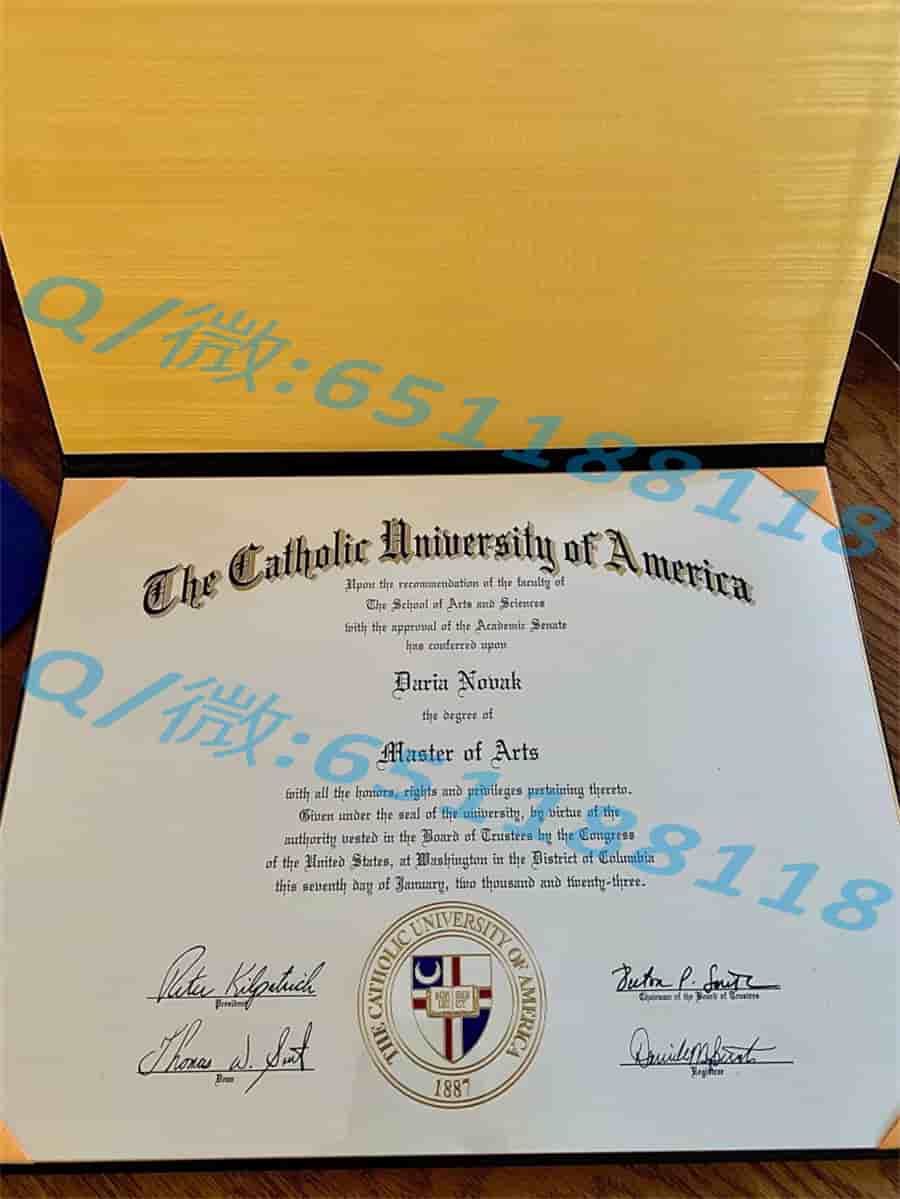 Q/微:651188118
The Catholic University of America
Upon the recommendation of the faculty of
The School of Arts and Sciences
with the approval of the Academic Senate
has conferred upon
Daria Novak
the degree of
Q/微:651188118
Master of Arts
with all the honors, rights and privileges pertaining thereto.
Given under the seal of the university, by virtue of the
authority vested in the Board of Trustees by the Congress
of the United States, at Washington in the District of Columbia
this seventh day of January, two thousand and twenty-three.
THE CATHOLIC UNIVERSITY OF AMERICA
1887
Peter Kilpatrick
President
Chairman of the Board of Trustees
Thomas W.
Dean
Registrar